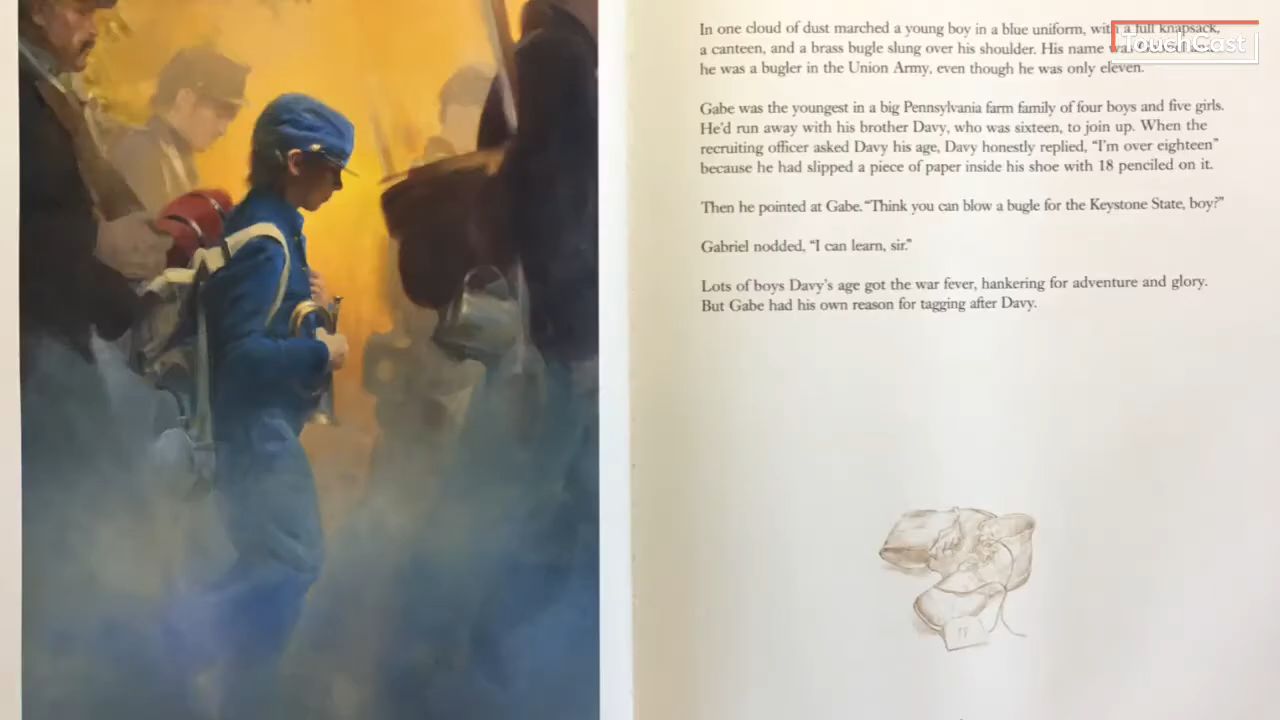 In one cloud of dust marched a young boy in a blue uniform, with a full knapsack,
a canteen, and a brass bugle slung over his shoulder. His name
he was a bugler in the Union Army, even though he was only eleven.
TouchCast
Gabe was the youngest in a big Pennsylvania farm family of four boys and five girls.
He’d run away with his brother Davy, who was sixteen, to join up. When the
recruiting officer asked Davy his age, Davy honestly replied, “I’m over eighteen”
because he had slipped a piece of paper inside his shoe with 18 penciled on it.
Then he pointed at Gabe. “Think you can blow a bugle for the Keystone State, boy?”
Gabriel nodded, “I can learn, sir.”
Lots of boys Davy’s age got the war fever, hankering for adventure and glory.
But Gabe had his own reason for tagging after Davy.